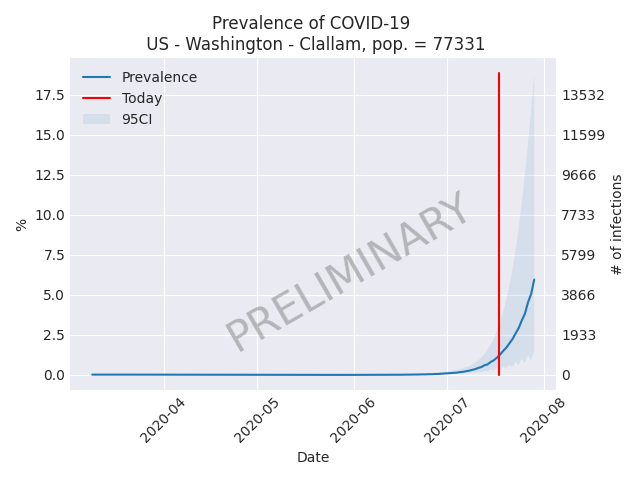 Prevalence of COVID-19
US - Washington - Clallam, pop. = 77331
Prevalence
Today
95CI
PRELIMINARY
%
17.5
15.0
12.5
10.0
7.5
5.0
2.5
0.0
13532
11599
9666
7733
5799
3866
1933
0
# of infections
2020-04
2020-05
2020-06
2020-07
2020-08
Date